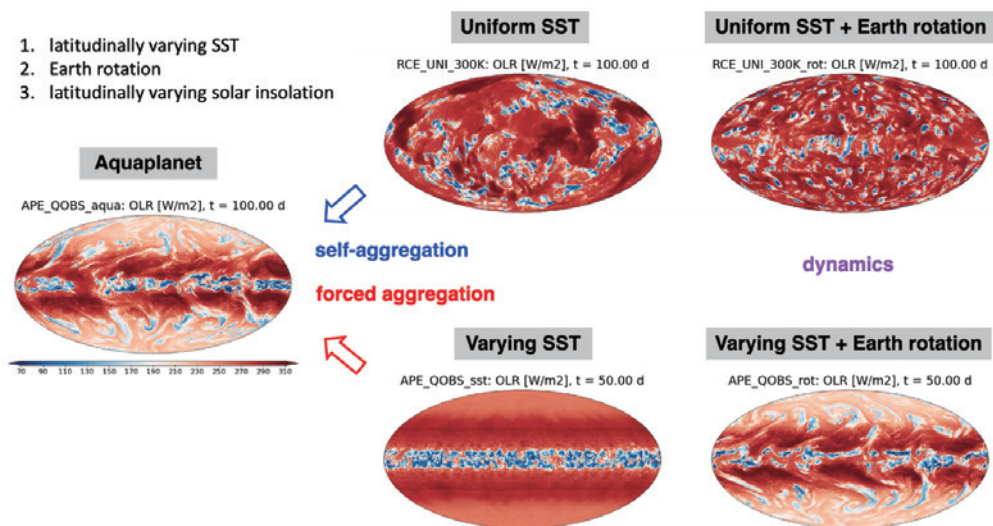 1. latitudinally varying SST
2. Earth rotation
3. latitudinally varying solar insolation
Uniform SST
RCE_UNI_300K: OLR [W/m2], t = 100.00 d
Uniform SST + Earth rotation
RCE_UNI_300K_rot: OLR [W/m2], t = 100.00 d
Aquaplanet
APE_QOBS_aqua: OLR [W/m2], t = 100.00 d
70 90 110 130 150 170 190 210 230 250 270 290 310
self-aggregation
forced aggregation
dynamics
Varying SST
APE_QOBS_sst: OLR [W/m2], t = 50.00 d
Varying SST + Earth rotation
APE_QOBS_rot: OLR [W/m2], t = 50.00 d